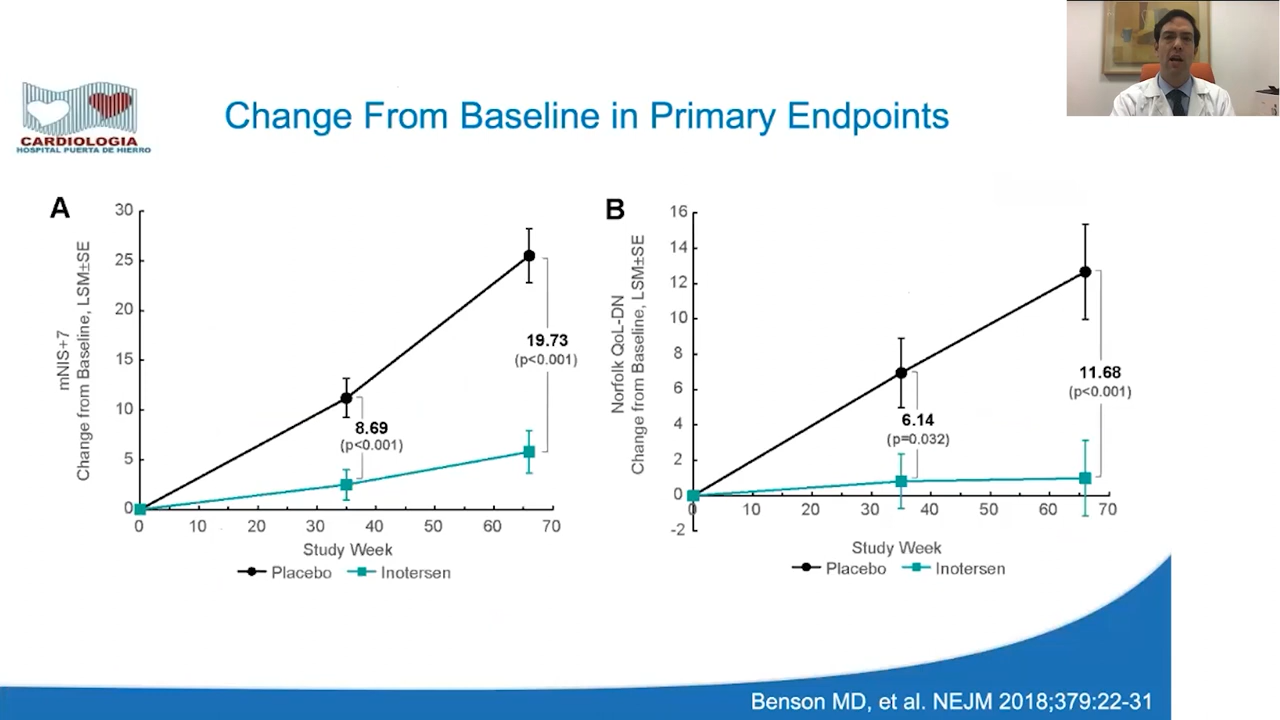 CARDIOLOGIA
HOSPITAL PUERTA DE HIERRO
Change From Baseline in Primary Endpoints
A
mNIS+7
Change from Baseline, LSM±SE
30
25
20
15
10
5
0
0 10 20 30 40 50 60 70
8.69
(p<0.001)
19.73
(p<0.001)
Study Week
Placebo Inotersen
B
Norfolk QoL-DN
Change from Baseline, LSM±SE
16
14
12
10
8
6
4
2
0
-2
0 10 20 30 40 50 60 70
6.14
(p=0.032)
11.68
(p<0.001)
Study Week
Placebo Inotersen
Benson MD, et al. NEJM 2018;379:22-31